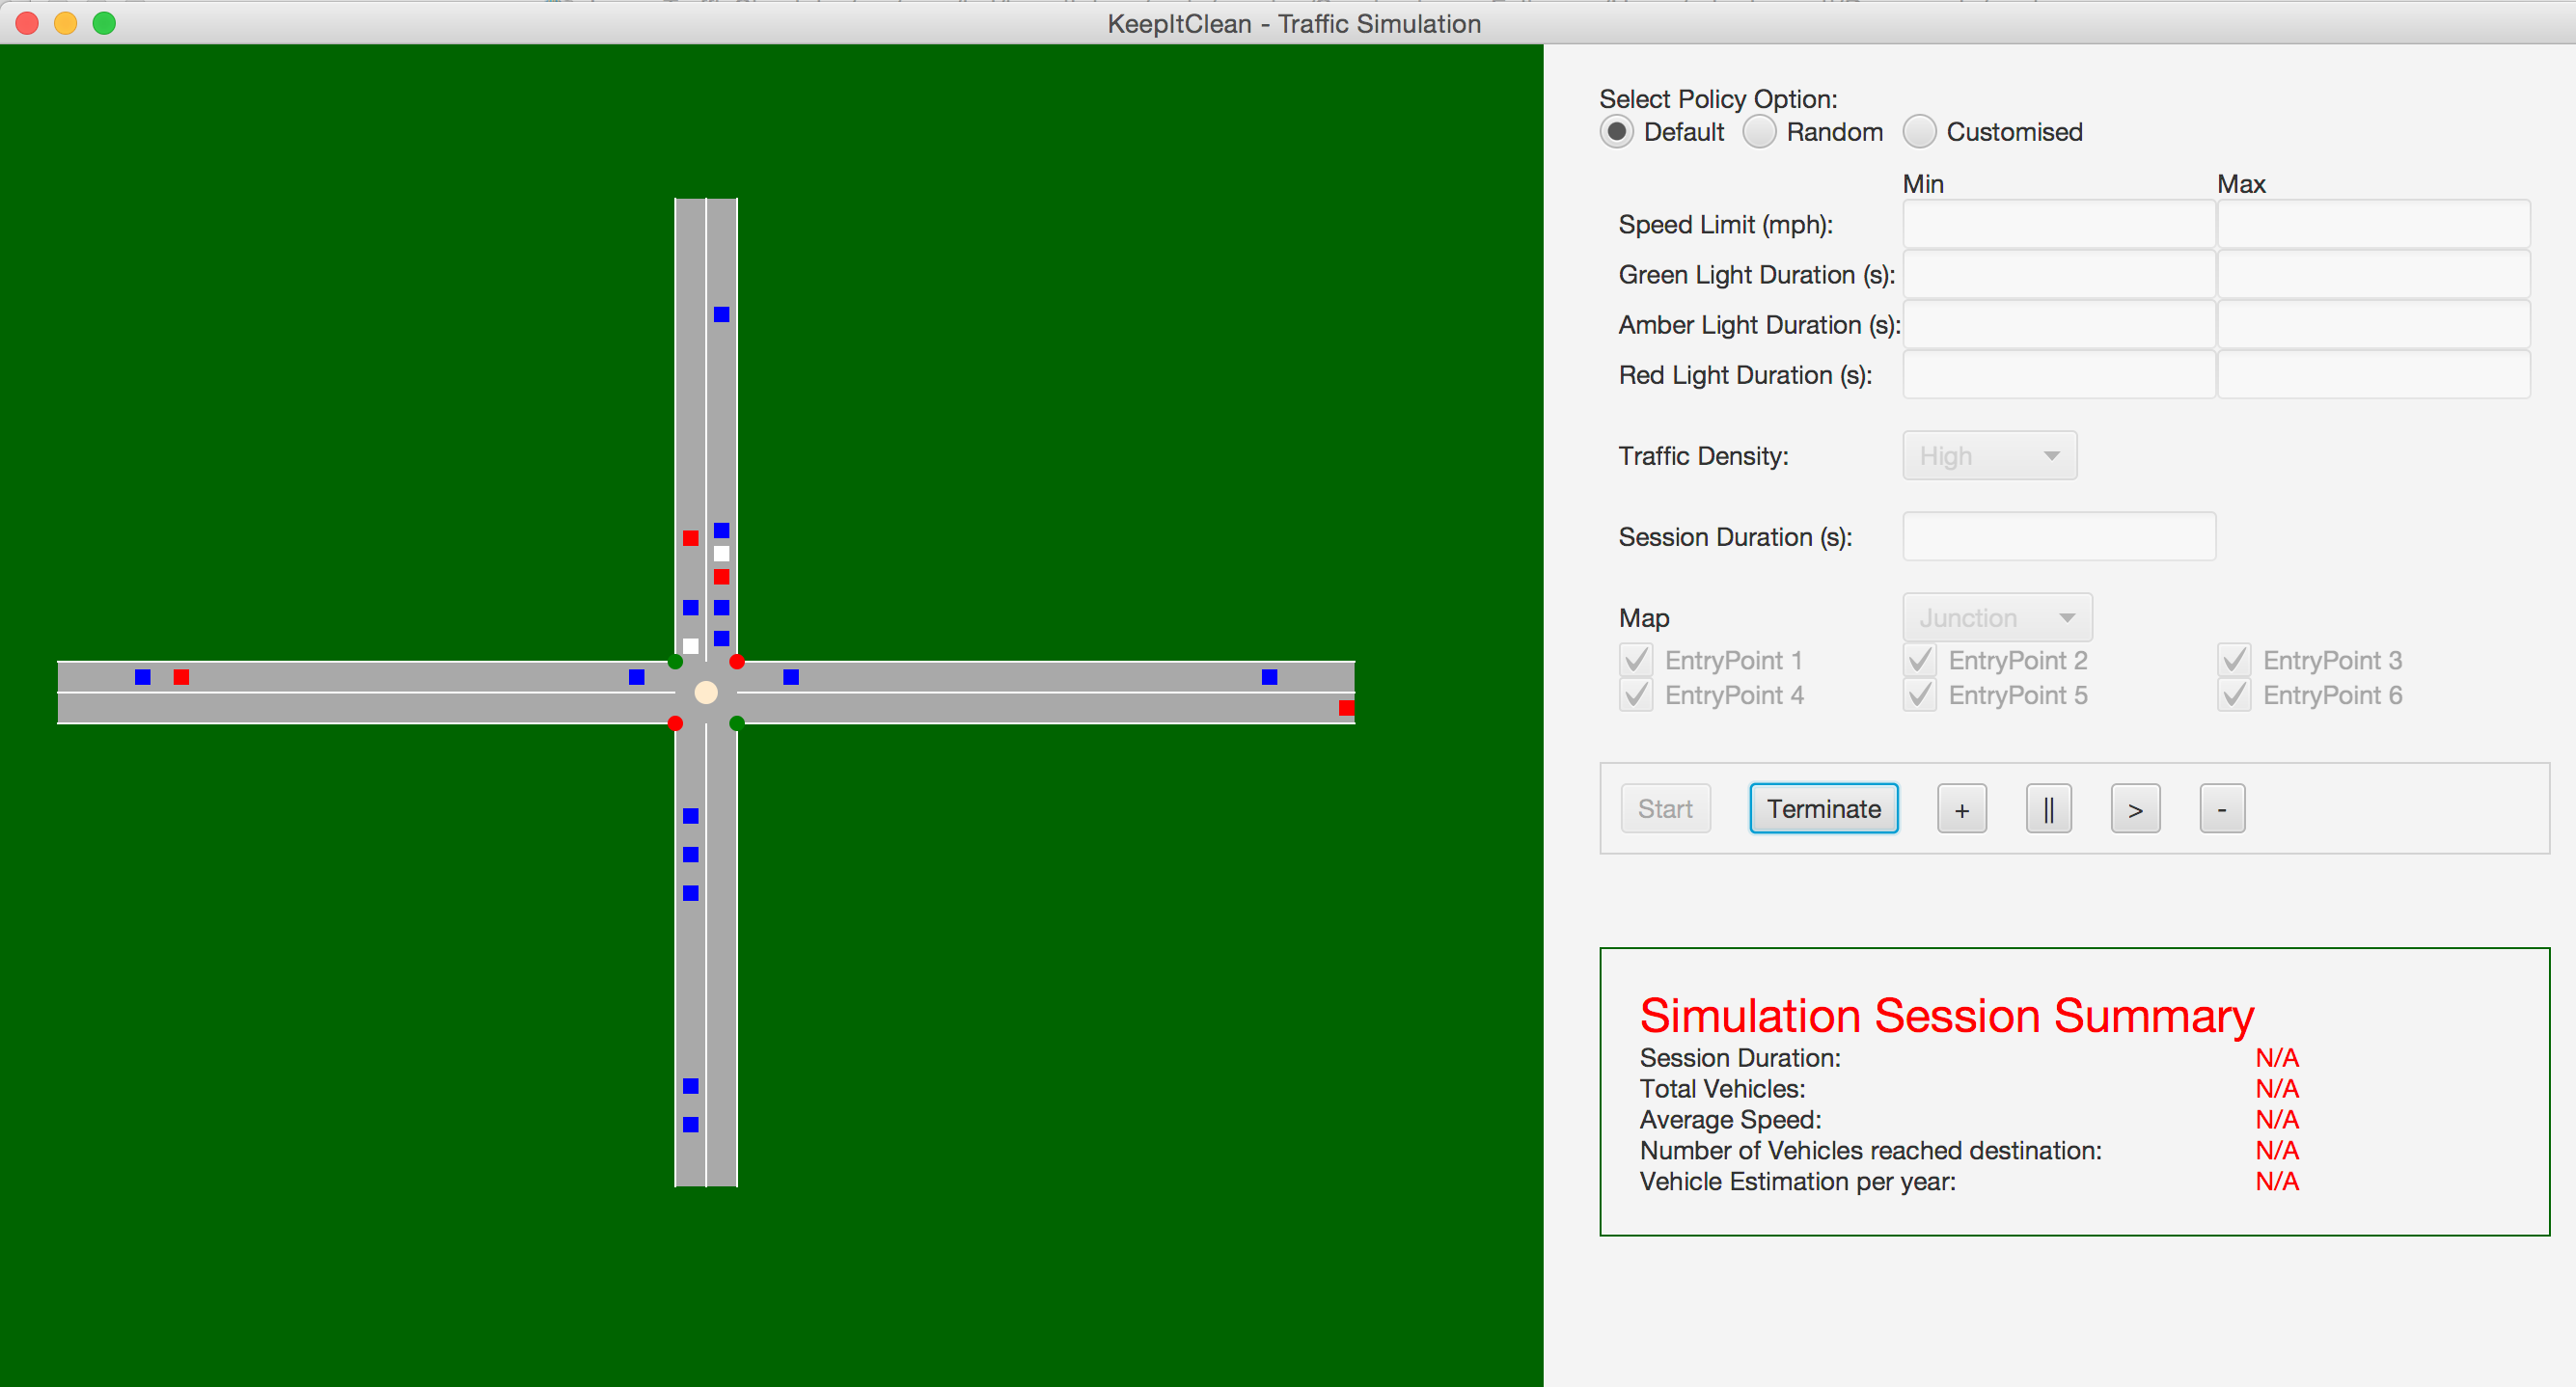 KeepItClean - Traffic Simulation
Select Policy Option:
Default Random Customised
Min Max
Speed Limit (mph):
Green Light Duration (s):
Amber Light Duration (s):
Red Light Duration (s):
Traffic Density: High
Session Duration (s):
Map Junction
EntryPoint 1 EntryPoint 2 EntryPoint 3
EntryPoint 4 EntryPoint 5 EntryPoint 6
Start Terminate + || > -
Simulation Session Summary
Session Duration: N/A
Total Vehicles: N/A
Average Speed: N/A
Number of Vehicles reached destination: N/A
Vehicle Estimation per year: N/A